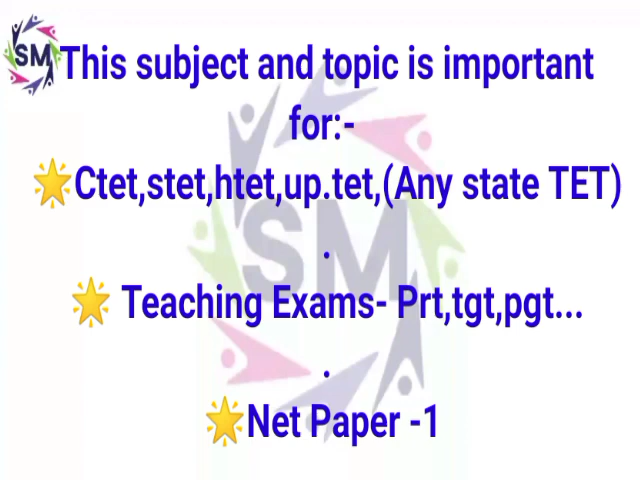 SM
This subject and topic is important
for:-
🌟Ctet,stet,htet,up.tet,(Any state TET)
.
🌟 Teaching Exams- Prt,tgt,pgt...
.
🌟Net Paper -1
SM